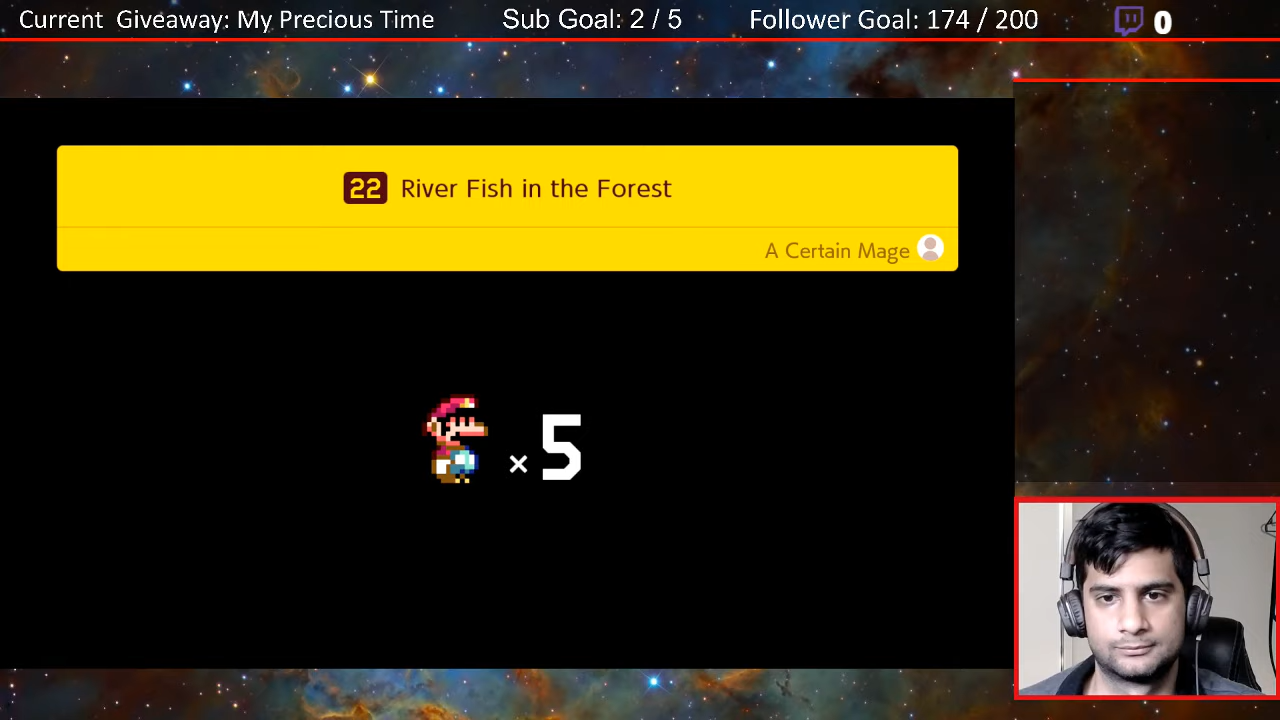 Current Giveaway: My Precious Time Sub Goal: 2 / 5 Follower Goal: 174 / 200 0
22 River Fish in the Forest
A Certain Mage
× 5